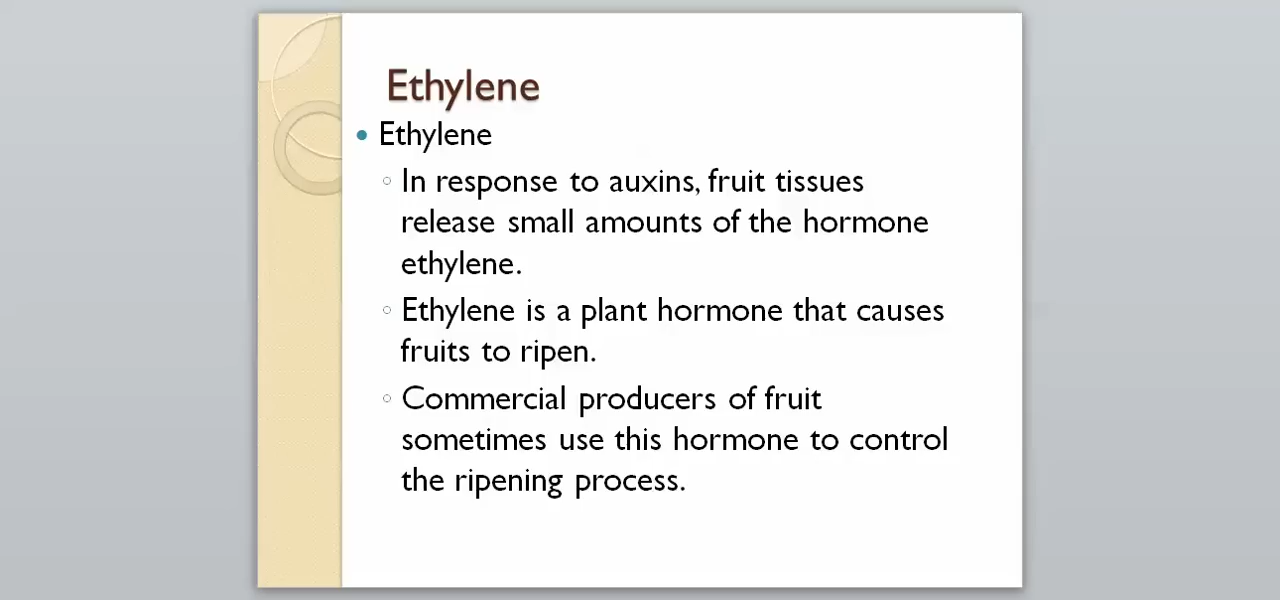 Ethylene
Ethylene
In response to auxins, fruit tissues
release small amounts of the hormone
ethylene.
Ethylene is a plant hormone that causes
fruits to ripen.
Commercial producers of fruit
sometimes use this hormone to control
the ripening process.